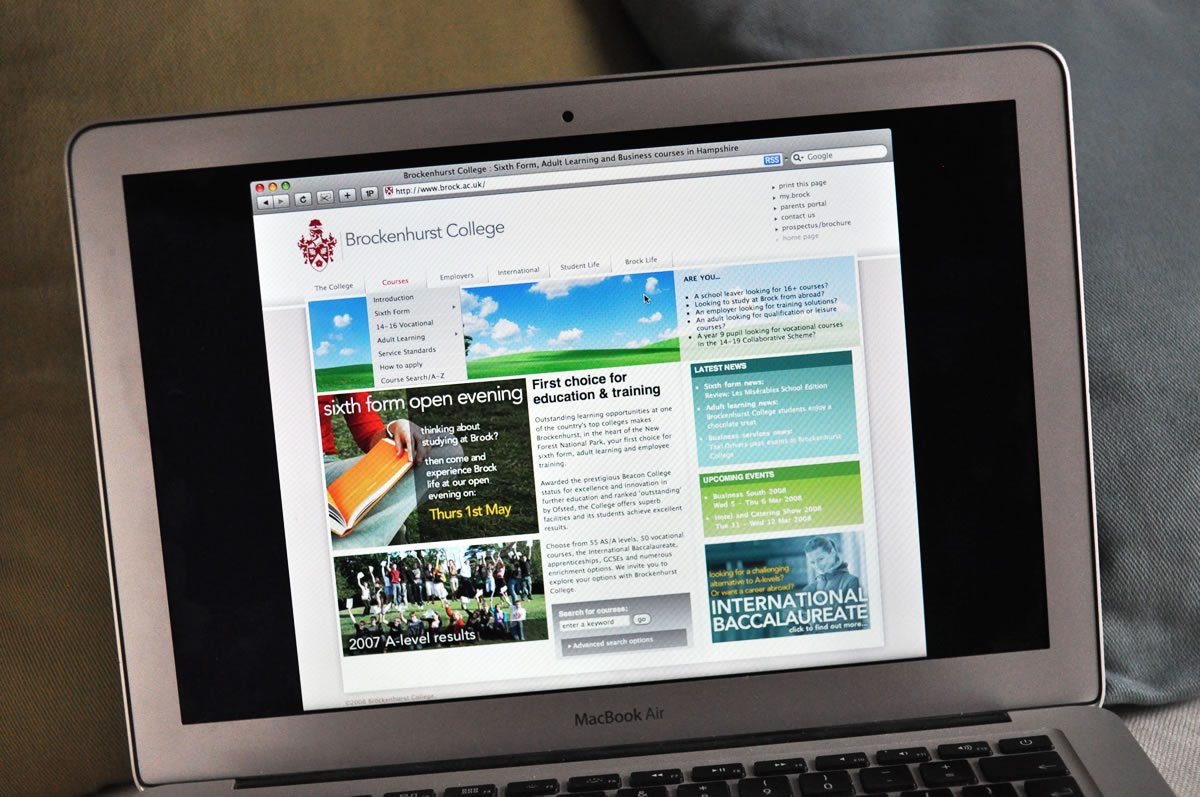 Brockenhurst College : Sixth Form, Adult Learning and Business courses in Hampshire
http://www.brock.ac.uk/
RSS
Google
print this page
my.brock
parents portal
contact us
prospectus/brochure
home page
Brockenhurst College
The College
Courses
Employers
International
Student Life
Brock Life
Introduction
Sixth Form
14-16 Vocational
Adult Learning
Service Standards
How to apply
Course Search/A-Z
ARE YOU...
A school leaver looking for 16+ courses?
Looking to study at Brock from abroad?
An employer looking for training solutions?
An adult looking for qualification or leisure
courses?
A year 9 pupil looking for vocational courses
in the 14-19 Collaborative Scheme?
sixth form open evening
thinking about
studying at Brock?
then come and
experience Brock
life at our open
evening on:
Thurs 1st May
2007 A-level results
First choice for
education & training
Outstanding learning opportunities at one
of the country's top colleges makes
Brockenhurst, in the heart of the New
Forest National Park, your first choice for
sixth form, adult learning and employee
training.
Awarded the prestigious Beacon College
status for excellence and innovation in
further education and ranked 'outstanding'
by Ofsted, the College offers superb
facilities and its students achieve excellent
results.
Choose from 55 AS/A levels, 50 vocational
courses, the International Baccalaureate,
apprenticeships, GCSEs and numerous
enrichment options. We invite you to
explore your options with Brockenhurst
College.
Search for courses:
enter a keyword
go
Advanced search options
LATEST NEWS
Sixth form news:
Review: Les Misérables School Edition
Adult learning news:
Brockenhurst College students enjoy a
chocolate treat
Business services news:
Taxi Drivers pass exams at Brockenhurst
College
UPCOMING EVENTS
Business South 2008
Wed 5 - Thu 6 Mar 2008
Hotel and Catering Show 2008
Tue 11 - Wed 12 Mar 2008
looking for a challenging
alternative to A-levels?
Or want a career abroad?
INTERNATIONAL
BACCALAUREATE
click to find out more...
©2008 Brockenhurst College.
MacBook Air